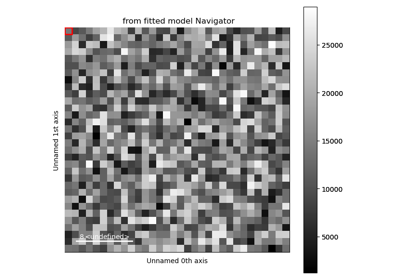 from fitted model Navigator
25000
20000
15000
10000
5000
Unnamed 1st axis
8 <undefined>
Unnamed 0th axis